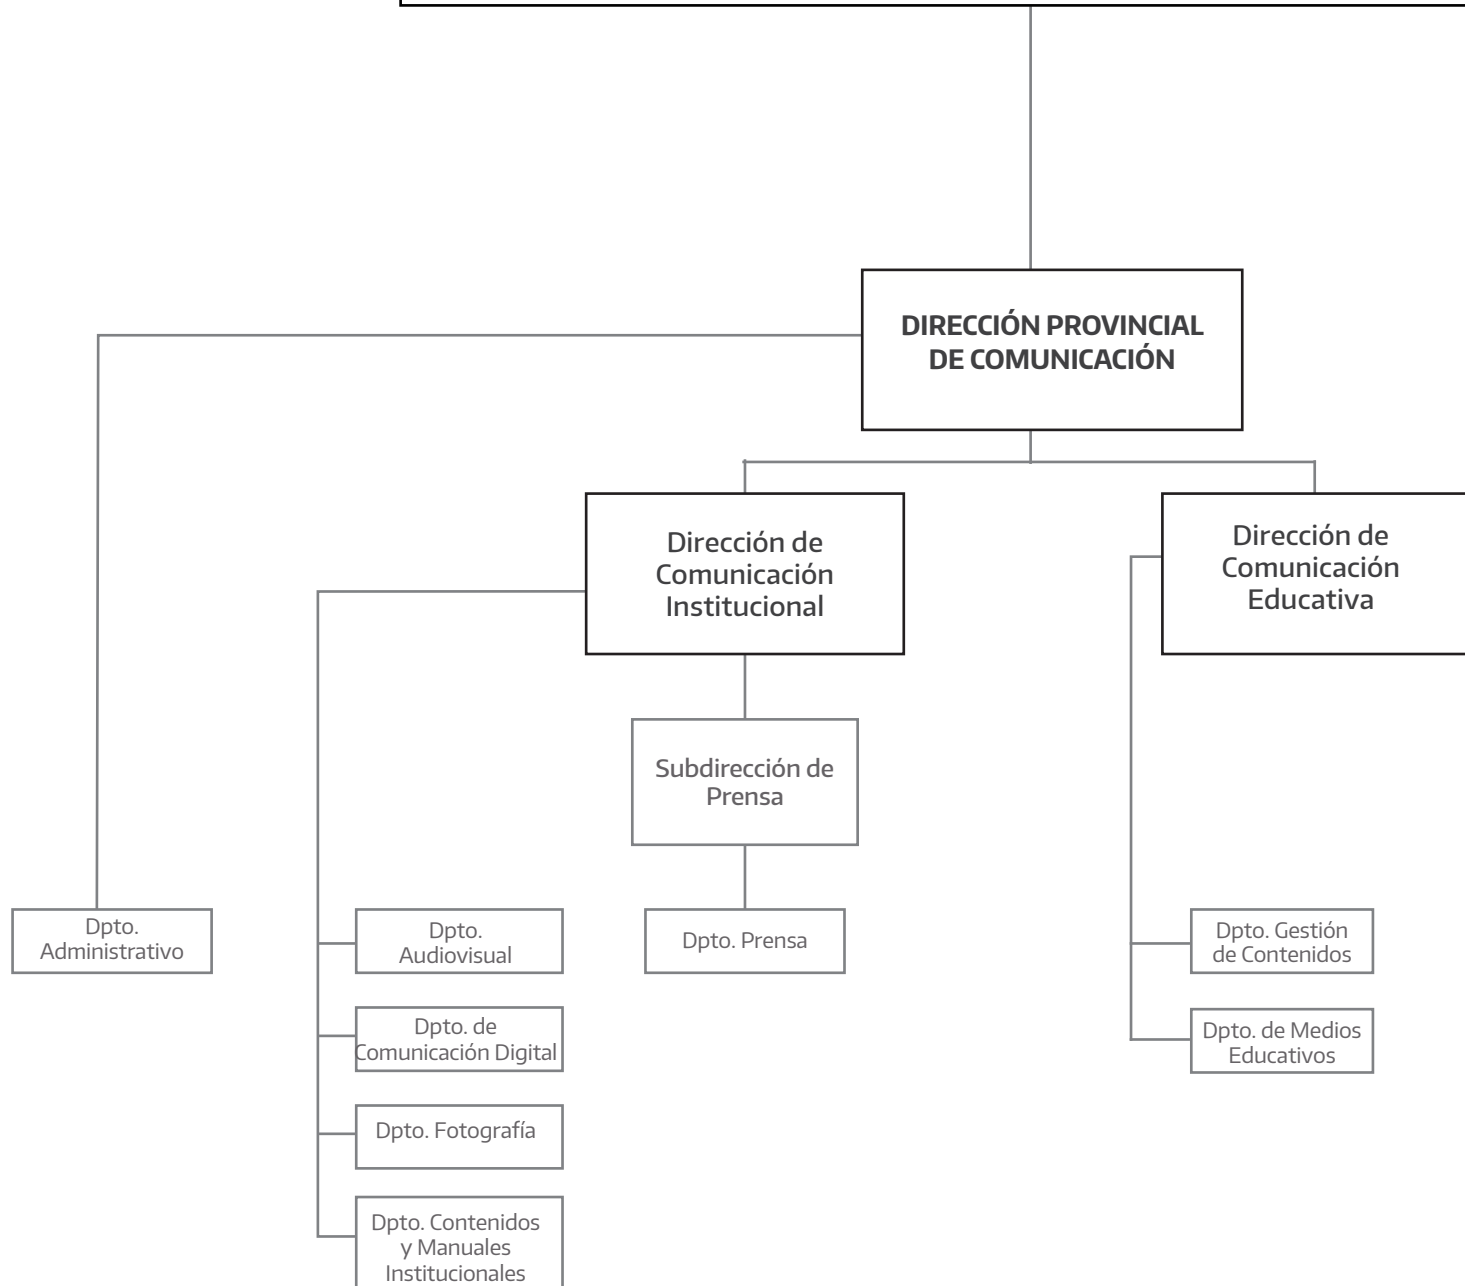 DIRECCIÓN PROVINCIAL
DE COMUNICACIÓN
Dirección de
Comunicación
Institucional
Dirección de
Comunicación
Educativa
Subdirección de
Prensa
Dpto.
Administrativo
Dpto.
Audiovisual
Dpto. Prensa
Dpto. Gestión
de Contenidos
Dpto. de
Comunicación Digital
Dpto. de Medios
Educativos
Dpto. Fotografía
Dpto. Contenidos
y Manuales
Institucionales